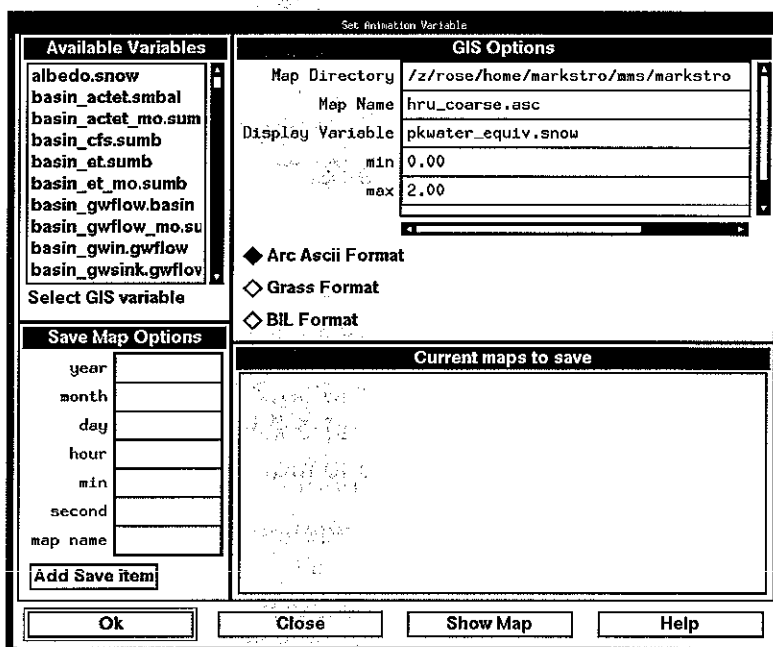 Set Animation Variable
Available Variables
albedo.snow
basin_actet.smbal
basin_actet_mo.sum
basin_cfs.sumb
basin_et.sumb
basin_et_mo.sumb
basin_gwflow.basin
basin_gwflow_mo.su
basin_gwin.gwflow
basin_gwsink.gwflov
Select GIS variable
GIS Options
Map Directory /z/rose/home/markstro/mms/markstro
Map Name hru_coarse.asc
Display Variable pkwater_equiv.snow
min 0.00
max 2.00
Arc Ascii Format
Grass Format
BIL Format
Save Map Options
year
month
day
hour
min
second
map name
Add Save item
Current maps to save
Ok Close Show Map Help